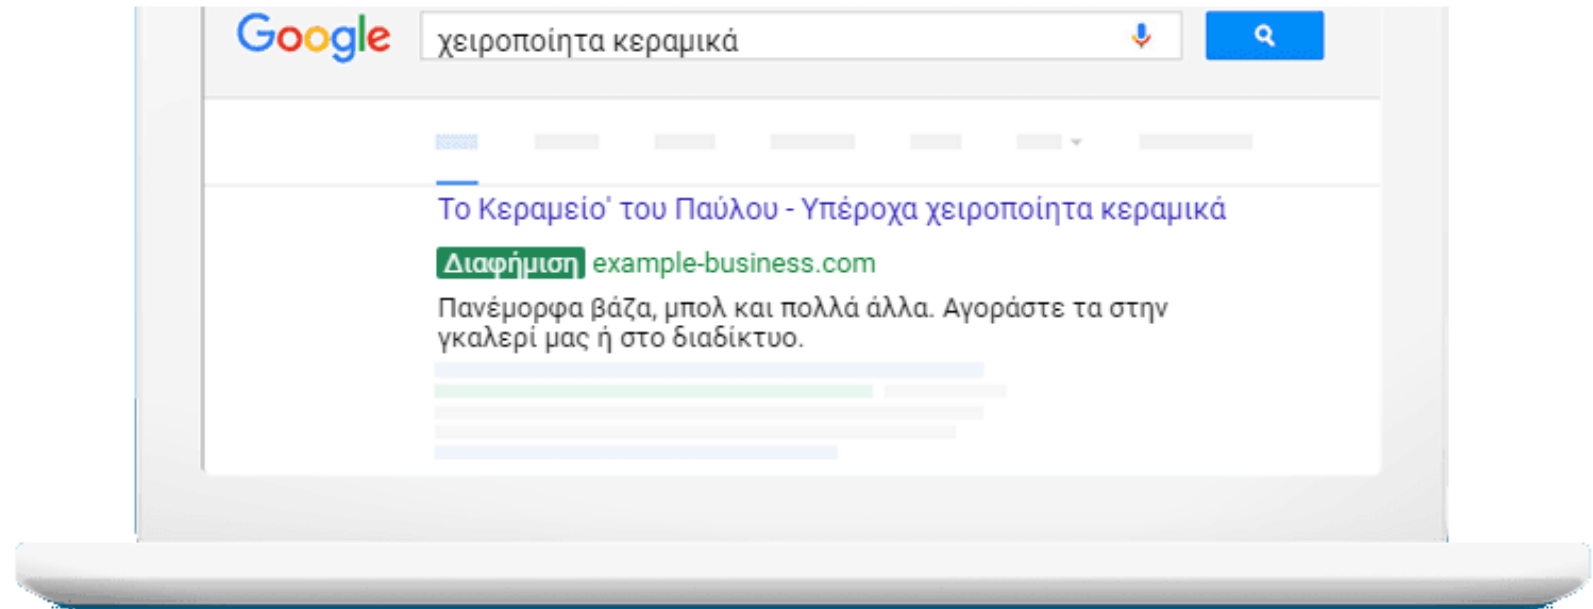 Google χειροποίητα κεραμικά
Το Κεραμείο' του Παύλου - Υπέροχα χειροποίητα κεραμικά
Διαφήμιση example-business.com
Πανέμορφα βάζα, μπολ και πολλά άλλα. Αγοράστε τα στην
γκαλερί μας ή στο διαδίκτυο.